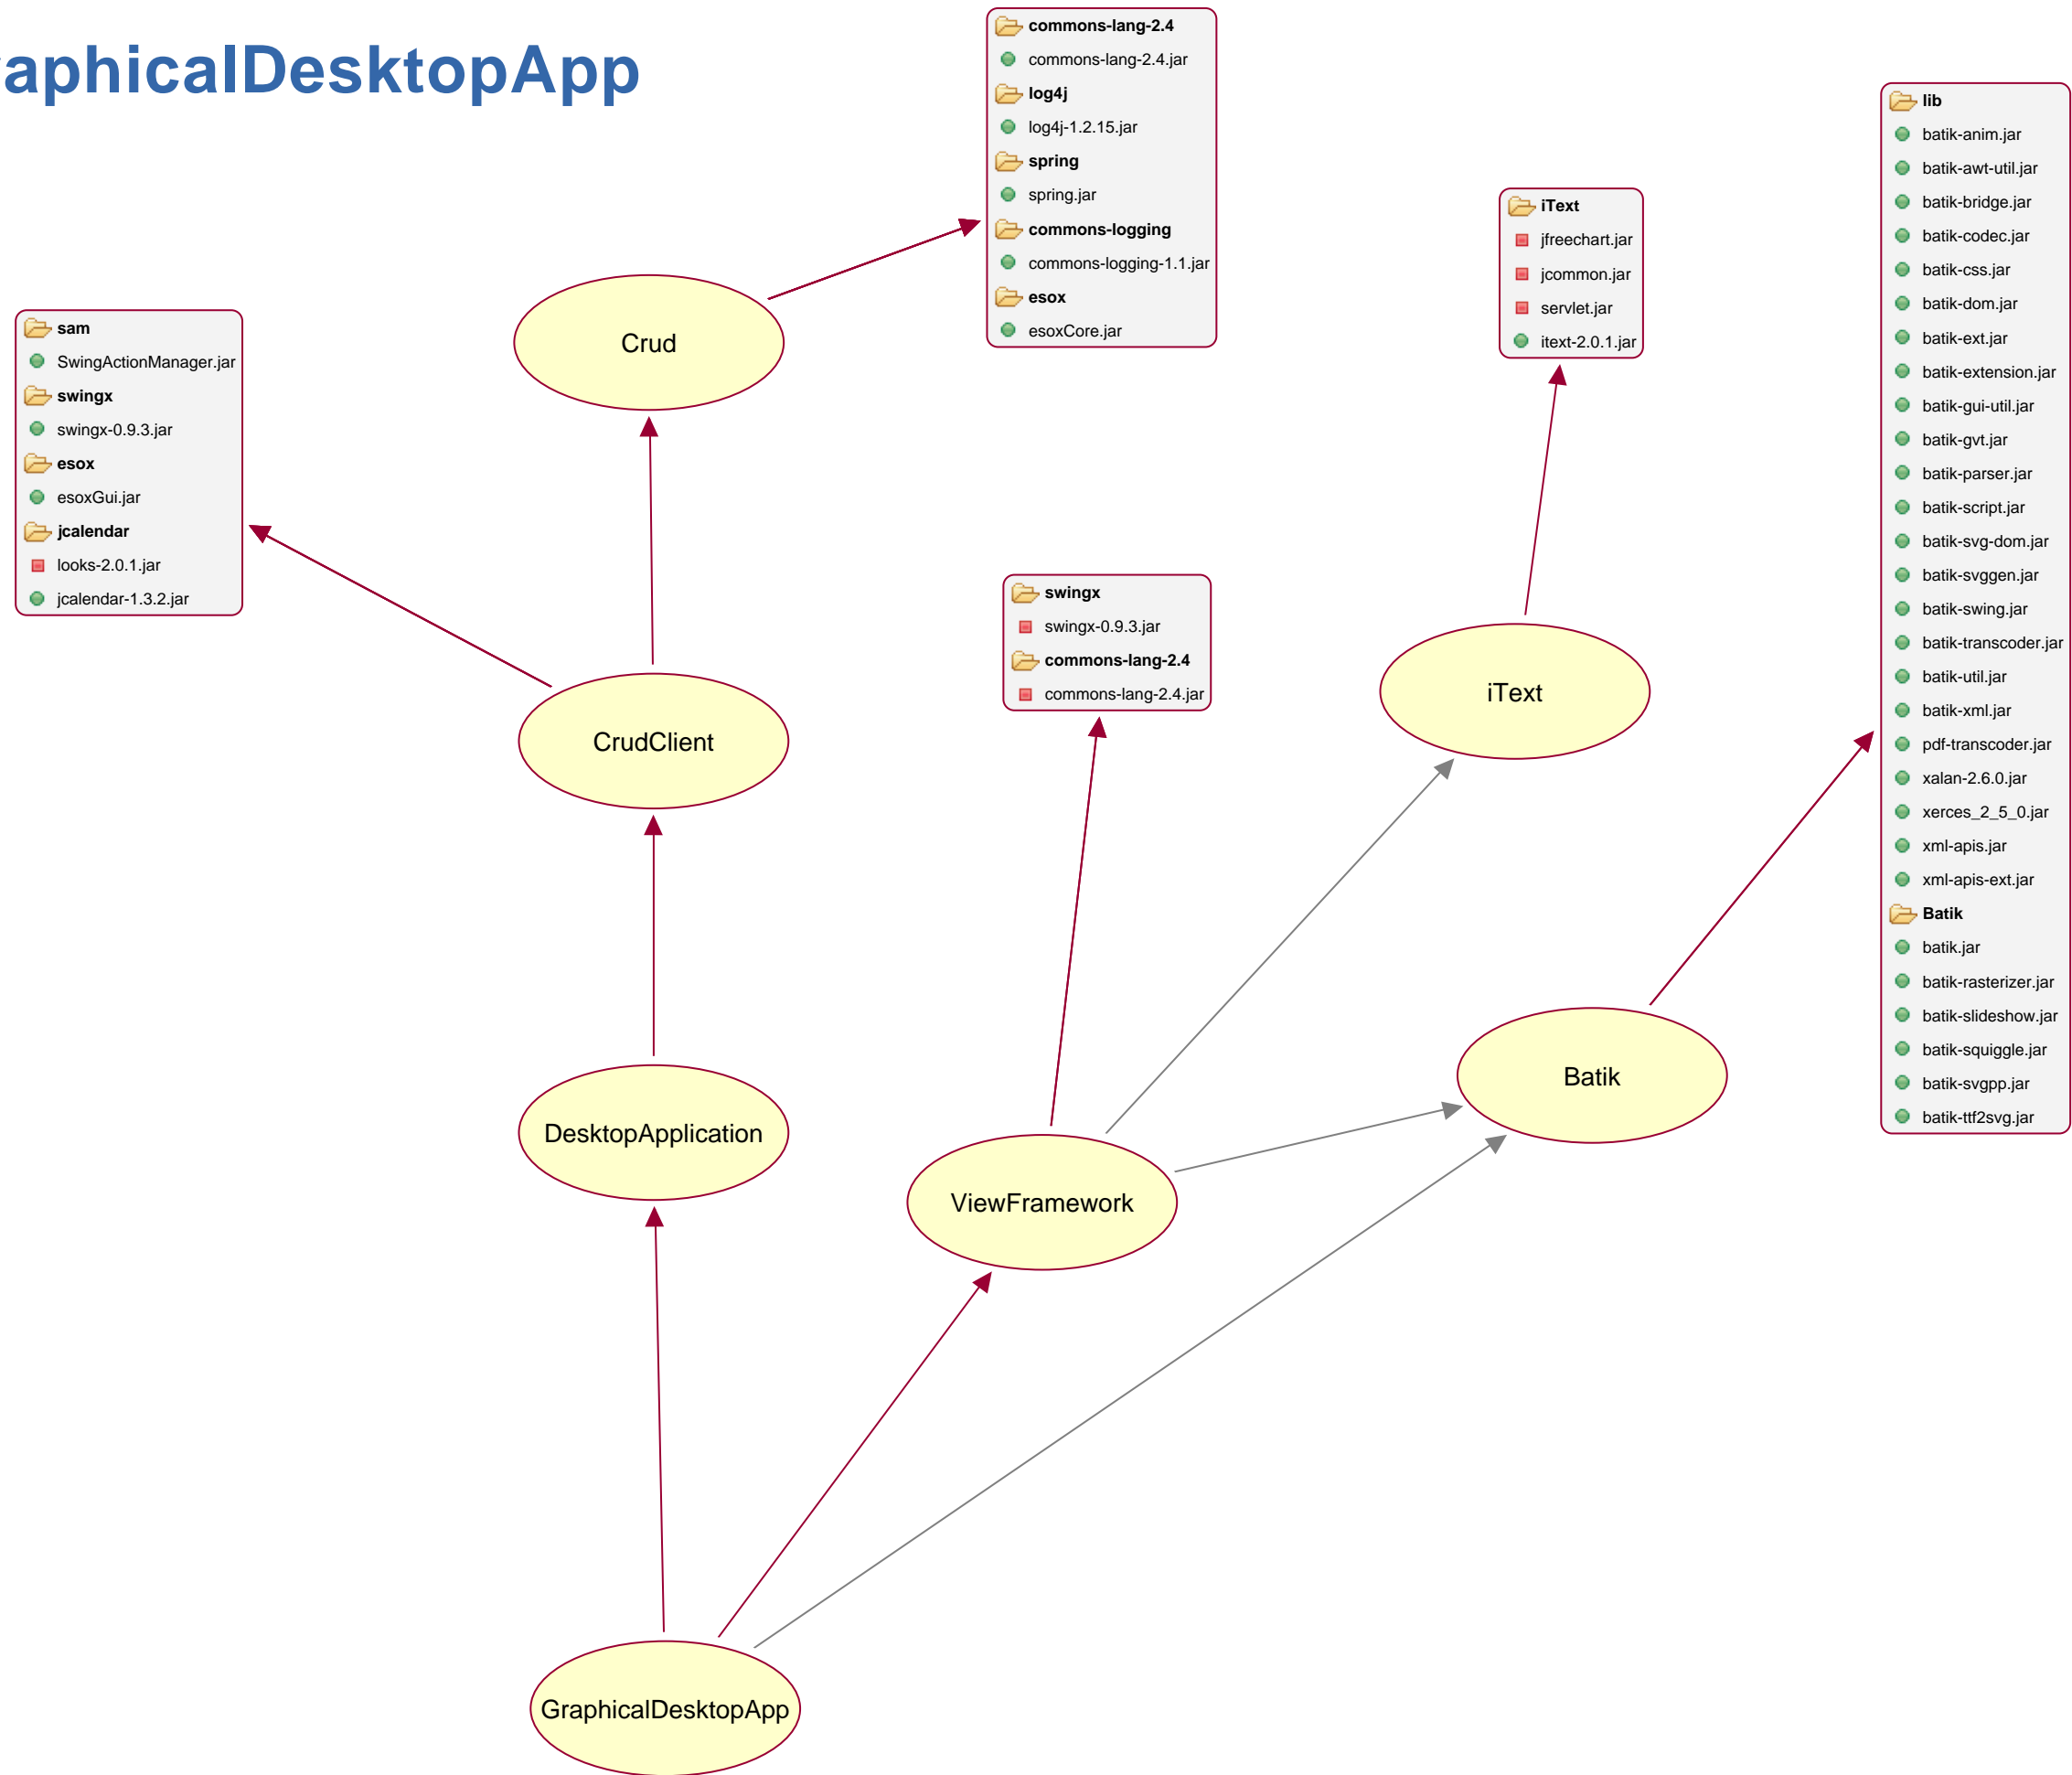 aphicalDesktopApp
commons-lang-2.4
commons-lang-2.4.jar
log4j
log4j-1.2.15.jar
spring
spring.jar
commons-logging
commons-logging-1.1.jar
esox
esoxCore.jar
lib
batik-anim.jar
batik-awt-util.jar
batik-bridge.jar
batik-codec.jar
batik-css.jar
batik-dom.jar
batik-ext.jar
batik-extension.jar
batik-gui-util.jar
batik-gvt.jar
batik-parser.jar
batik-script.jar
batik-svg-dom.jar
batik-svggen.jar
batik-swing.jar
batik-transcoder.jar
batik-util.jar
batik-xml.jar
pdf-transcoder.jar
xalan-2.6.0.jar
xerces_2_5_0.jar
xml-apis.jar
xml-apis-ext.jar
Batik
batik.jar
batik-rasterizer.jar
batik-slideshow.jar
batik-squiggle.jar
batik-svgpp.jar
batik-ttf2svg.jar
iText
jfreechart.jar
jcommon.jar
servlet.jar
itext-2.0.1.jar
Crud
sam
SwingActionManager.jar
swingx
swingx-0.9.3.jar
esox
esoxGui.jar
jcalendar
looks-2.0.1.jar
jcalendar-1.3.2.jar
swingx
swingx-0.9.3.jar
commons-lang-2.4
commons-lang-2.4.jar
iText
CrudClient
Batik
DesktopApplication
ViewFramework
GraphicalDesktopApp